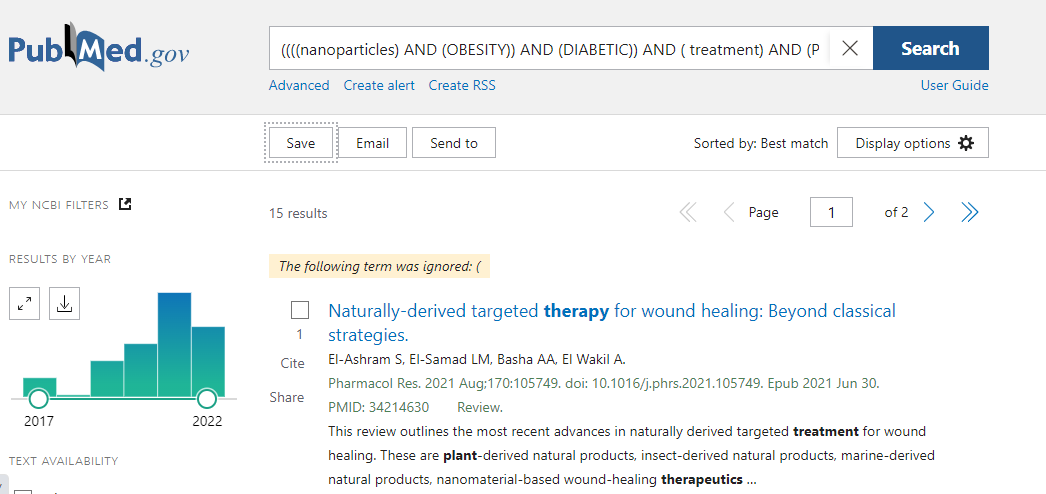 PubMed.gov
((((nanoparticles) AND (OBESITY)) AND (DIABETIC)) AND ( treatment) AND (P
Search
Advanced Create alert Create RSS
User Guide
Save Email Send to
Sorted by: Best match Display options
MY NCBI FILTERS
15 results
Page 1 of 2
RESULTS BY YEAR
The following term was ignored: (
Naturally-derived targeted therapy for wound healing: Beyond classical
strategies.
1
Cite
El-Ashram S, El-Samad LM, Basha AA, El Wakil A.
Pharmacol Res. 2021 Aug;170:105749. doi: 10.1016/j.phrs.2021.105749. Epub 2021 Jun 30.
Share
PMID: 34214630 Review.
2017 2022
This review outlines the most recent advances in naturally derived targeted treatment for wound
healing. These are plant-derived natural products, insect-derived natural products, marine-derived
natural products, nanomaterial-based wound-healing therapeutics ...
TEXT AVAILABILITY